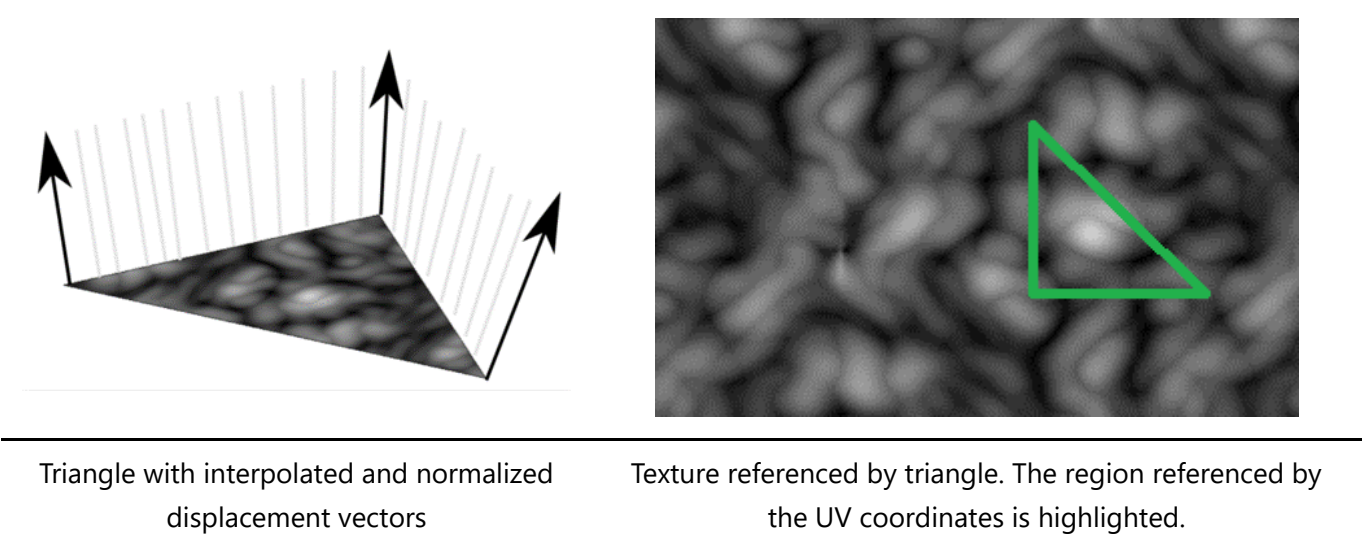 Triangle with interpolated and normalized
displacement vectors
Texture referenced by triangle. The region referenced by
the UV coordinates is highlighted.